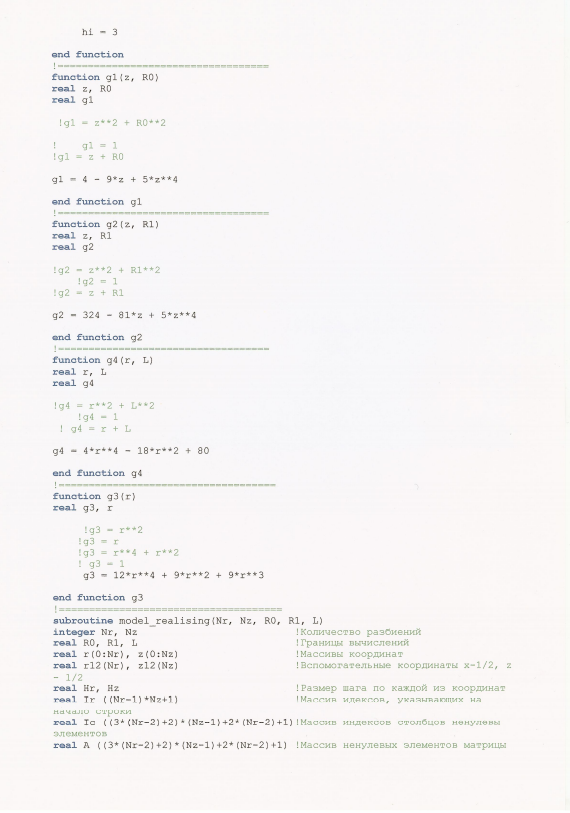 hi = 3
end function
!==================================
function g1(z, R0)
real z, R0
real g1
!g1 = z**2 + R0**2
!    g1 = 1
!g1 = z + R0
g1 = 4 - 9*z + 5*z**4
end function g1
!==================================
function g2(z, R1)
real z, R1
real g2
!g2 = z**2 + R1**2
!g2 = 1
!g2 = z + R1
g2 = 324 - 81*z + 5*z**4
end function g2
!==================================
function g4(r, L)
real r, L
real g4
!g4 = r**2 + L**2
!g4 = 1
! g4 = r + L
g4 = 4*r**4 - 18*r**2 + 80
end function g4
!===================================
function g3(r)
real g3, r
!g3 = r**2
!g3 = r
!g3 = r**4 + r**2
! g3 = 1
g3 = 12*r**4 + 9*r**2 + 9*r**3
end function g3
!====================================
subroutine model_realising(Nr, Nz, R0, R1, L)
integer Nr, Nz !Количество разбиений
real R0, R1, L !Границы вычислений
real r(0:Nr), z(0:Nz) !Массивы координат
real r12(Nr), z12(Nz) !Вспомогательные координаты x-1/2, z
- 1/2
real Hr, Hz !Размер шага по каждой из координат
real Ir ((Nr-1)*Nz+1) !Массив идексов, указывающих на
начало строки
real Ic ((3*(Nr-2)+2)*(Nz-1)+2*(Nr-2)+1) !Массив индексов отолбцов ненулевы
элементов
real A ((3*(Nr-2)+2)*(Nz-1)+2*(Nr-2)+1) !Массив ненулевых элементов матрицы